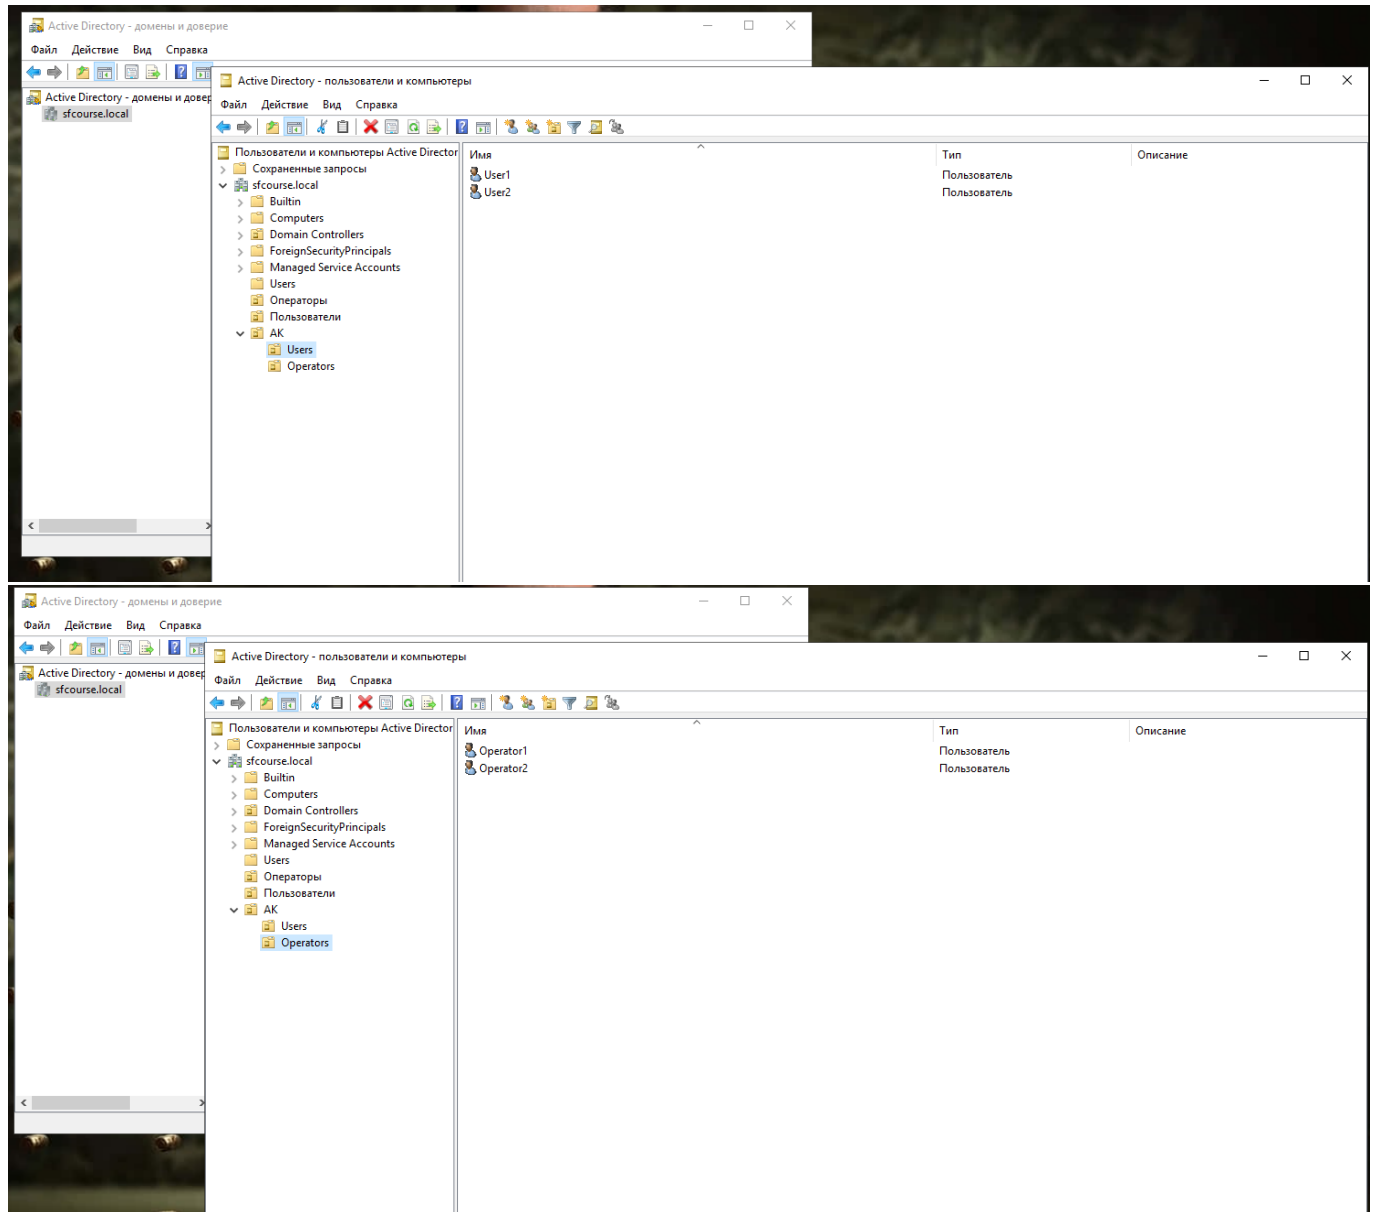 Active Directory - домены и доверие
Файл Действие Вид Справка
Active Directory - домены и довер
sfcourse.local
Active Directory - пользователи и компьютеры
Файл Действие Вид Справка
Пользователи и компьютеры Active Director
Сохраненные запросы
sfcourse.local
Builtin
Computers
Domain Controllers
ForeignSecurityPrincipals
Managed Service Accounts
Users
Операторы
Пользователи
АК
Users
Operators
Имя Тип Описание
User1 Пользователь
User2 Пользователь
Active Directory - домены и доверие
Файл Действие Вид Справка
Active Directory - домены и довер
sfcourse.local
Active Directory - пользователи и компьютеры
Файл Действие Вид Справка
Пользователи и компьютеры Active Director
Сохраненные запросы
sfcourse.local
Builtin
Computers
Domain Controllers
ForeignSecurityPrincipals
Managed Service Accounts
Users
Операторы
Пользователи
АК
Users
Operators
Имя Тип Описание
Operator1 Пользователь
Operator2 Пользователь